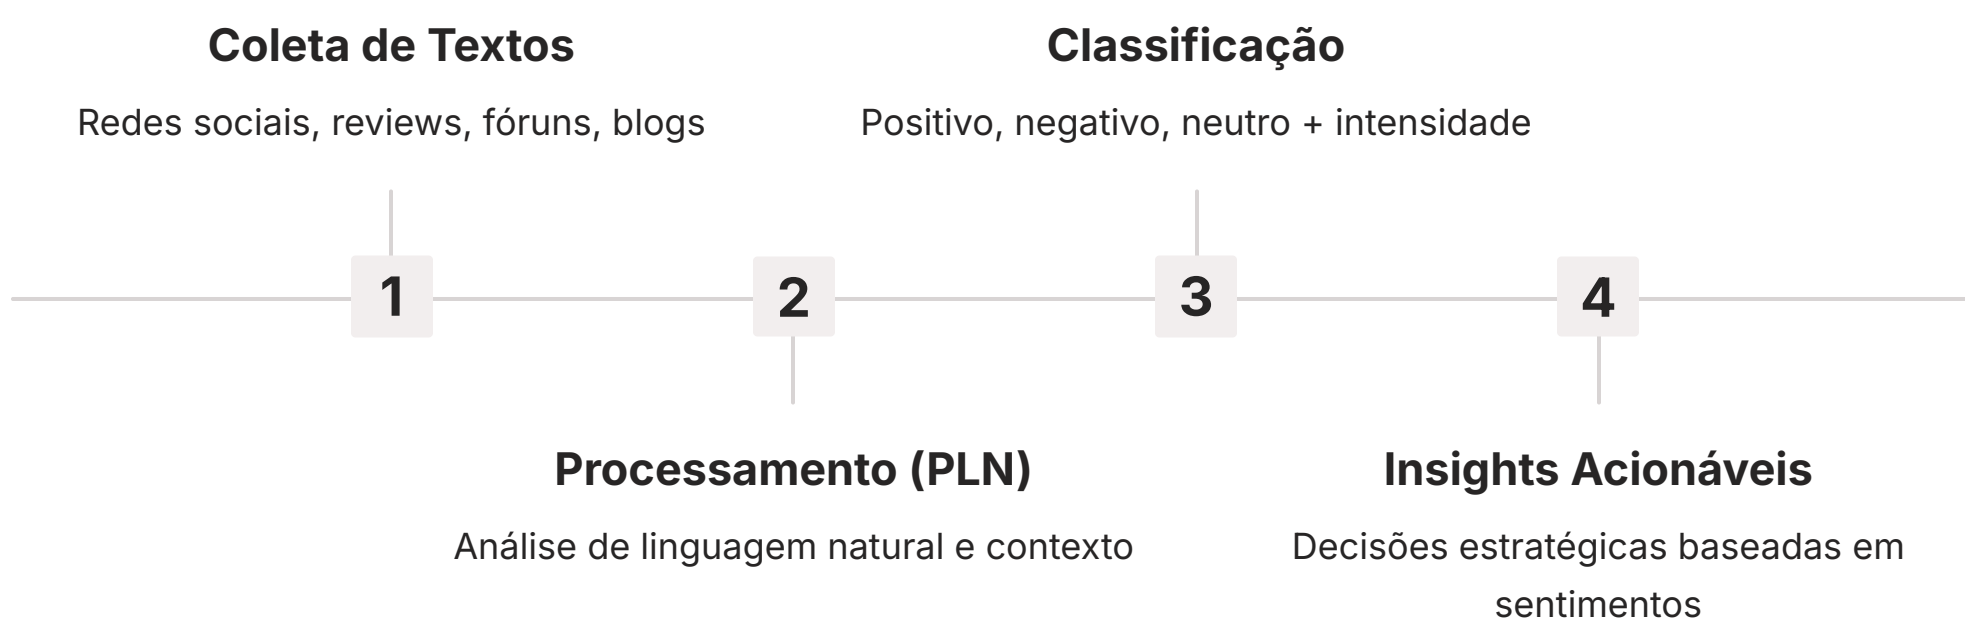 Coleta de Textos
Redes sociais, reviews, fóruns, blogs
Classificação
Positivo, negativo, neutro + intensidade
1
2
3
4
Processamento (PLN)
Análise de linguagem natural e contexto
Insights Acionáveis
Decisões estratégicas baseadas em
sentimentos